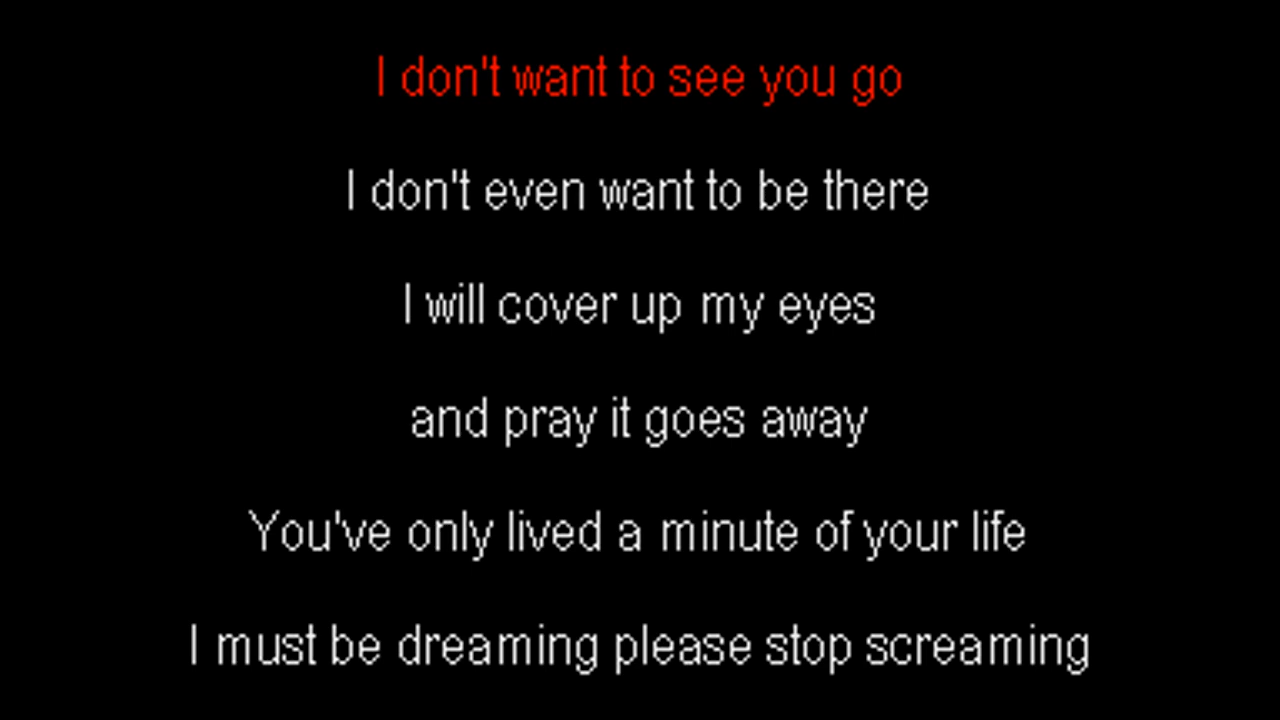 I don't want to see you go
I don't even want to be there
I will cover up my eyes
and pray it goes away
You've only lived a minute of your life
I must be dreaming please stop screaming